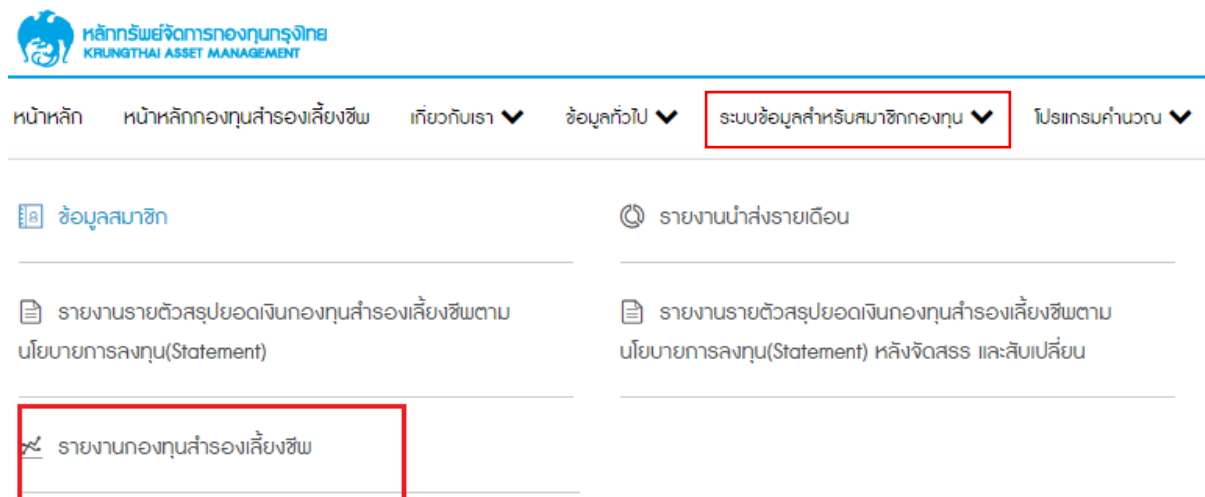 หลักทรัพย์จัดการกองทุนกรุงไทย
KRUNGTHAI ASSET MANAGEMENT
หน้าหลัก หน้าหลักกองทุนสำรองเลี้ยงชีพ เกี่ยวกับเรา ข้อมูลทั่วไป ระบบข้อมูลสำหรับสมาชิกกองทุน โปรแกรมคำนวณ
ข้อมูลสมาชิก
รายงานนำส่งรายเดือน
รายงานรายตัวสรุปยอดเงินกองทุนสำรองเลี้ยงชีพตาม
นโยบายการลงทุน(Statement)
รายงานรายตัวสรุปยอดเงินกองทุนสำรองเลี้ยงชีพตาม
นโยบายการลงทุน(Statement) หลังจัดสรร และสับเปลี่ยน
รายงานกองทุนสำรองเลี้ยงชีพ